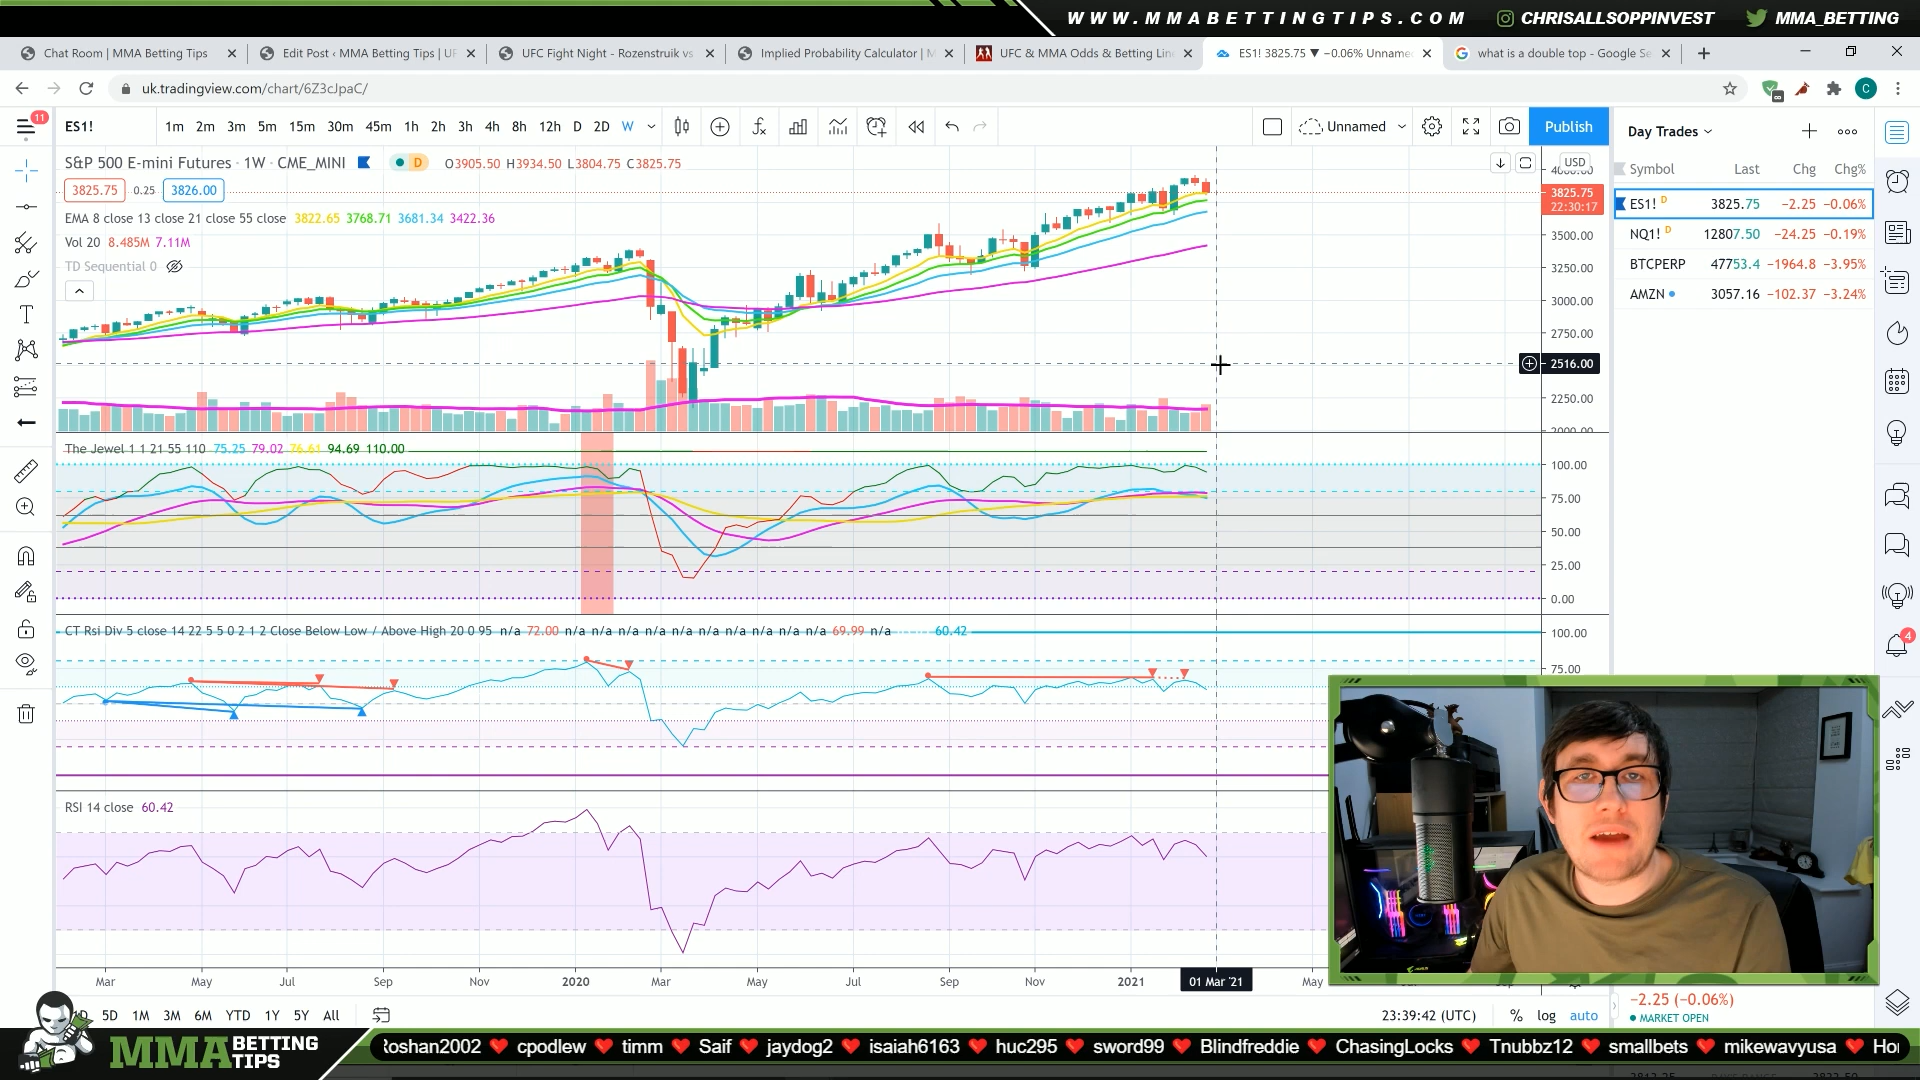 WWW.MMABETTINGTIPS.COM CHRISALLSOPPINVEST MMA_BETTING
Chat Room | MMA Betting Tips Edit Post ‹ MMA Betting Tips | UF UFC Fight Night - Rozenstruik vs Implied Probability Calculator | M UFC & MMA Odds & Betting Line ES1! 3825.75 ▼ −0.06% Unname what is a double top - Google Se
uk.tradingview.com/chart/6Z3cJpaC/ C
11 ES1! 1m 2m 3m 5m 15m 30m 45m 1h 2h 3h 4h 8h 12h D 2D W Unnamed Publish
Day Trades
S&P 500 E-mini Futures · 1W · CME_MINI D O3905.50 H3934.50 L3804.75 C3825.75 USD
3825.75 0.25 3826.00
EMA 8 close 13 close 21 close 55 close 3822.65 3768.71 3681.34 3422.36
Vol 20 8.485M 7.11M
TD Sequential 0
4000.00
3825.75
22:30:17
3500.00
3250.00
3000.00
2750.00
2516.00
2250.00
2000.00
Symbol Last Chg Chg%
ES1! D 3825.75 −2.25 −0.06%
NQ1! D 12807.50 −24.25 −0.19%
BTCPERP 47753.4 −1964.8 −3.95%
AMZN 3057.16 −102.37 −3.24%
The Jewel 1 1 21 55 110 75.25 79.02 76.61 94.69 110.00
100.00
75.00
50.00
25.00
0.00
CT Rsi Div 5 close 14 22 5 5 0 2 1 2 Close Below Low / Above High 20 0 95 n/a 72.00 n/a n/a n/a n/a n/a n/a n/a n/a n/a n/a 69.99 n/a 60.42
100.00
75.00
4
RSI 14 close 60.42
Mar May Jul Sep Nov 2020 Mar May Jul Sep Nov 2021 01 Mar '21 May
5D 1M 3M 6M YTD 1Y 5Y All 23:39:42 (UTC) % log auto
−2.25 (−0.06%)
MARKET OPEN
MMA BETTING TIPS
Roshan2002 cpodlew timm Saif jaydog2 isaiah6163 huc295 sword99 Blindfreddie ChasingLocks Tnubbz12 smallbets mikewavyusa